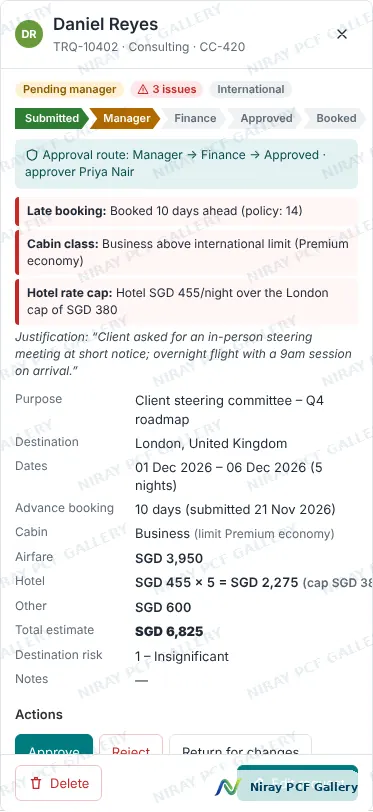 DR
Daniel Reyes
TRQ-10402 · Consulting · CC-420
Pending manager
3 issues
International
Submitted
Manager
Finance
Approved
Booked
Approval route: Manager → Finance → Approved ·
approver Priya Nair
Late booking: Booked 10 days ahead (policy: 14)
Cabin class: Business above international limit (Premium
economy)
Hotel rate cap: Hotel SGD 455/night over the London
cap of SGD 380
Justification: “Client asked for an in-person steering
meeting at short notice; overnight flight with a 9am session
on arrival.”
Purpose
Client steering committee – Q4
roadmap
Destination
London, United Kingdom
Dates
01 Dec 2026 – 06 Dec 2026 (5
nights)
Advance booking
10 days (submitted 21 Nov 2026)
Cabin
Business (limit Premium economy)
Airfare
SGD 3,950
Hotel
SGD 455 × 5 = SGD 2,275 (cap SGD 38
Other
SGD 600
Total estimate
SGD 6,825
Destination risk
1 – Insignificant
Notes
—
Actions
Approve
Reject
Return for changes
Delete
Niray PCF Gallery
NIRAY PCF GALLERY